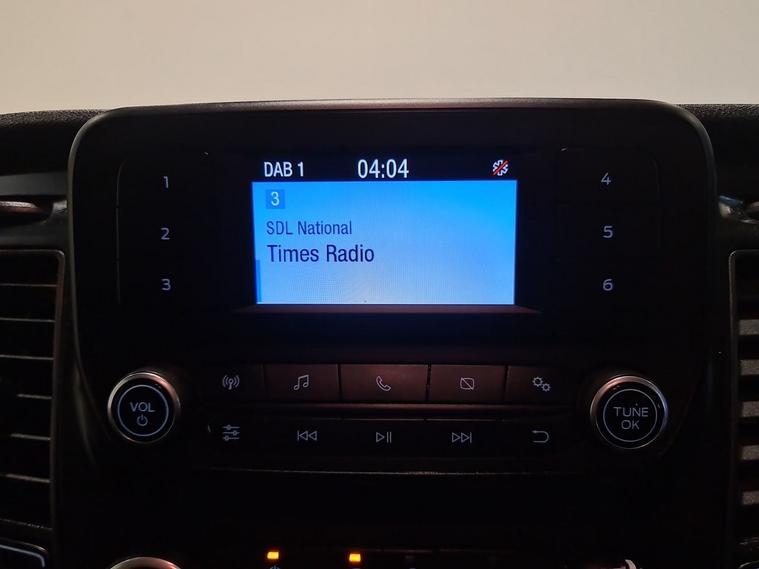 DAB 1 04:04
3
SDL National
Times Radio
1
2
3
4
5
6
VOL
TUNE
OK